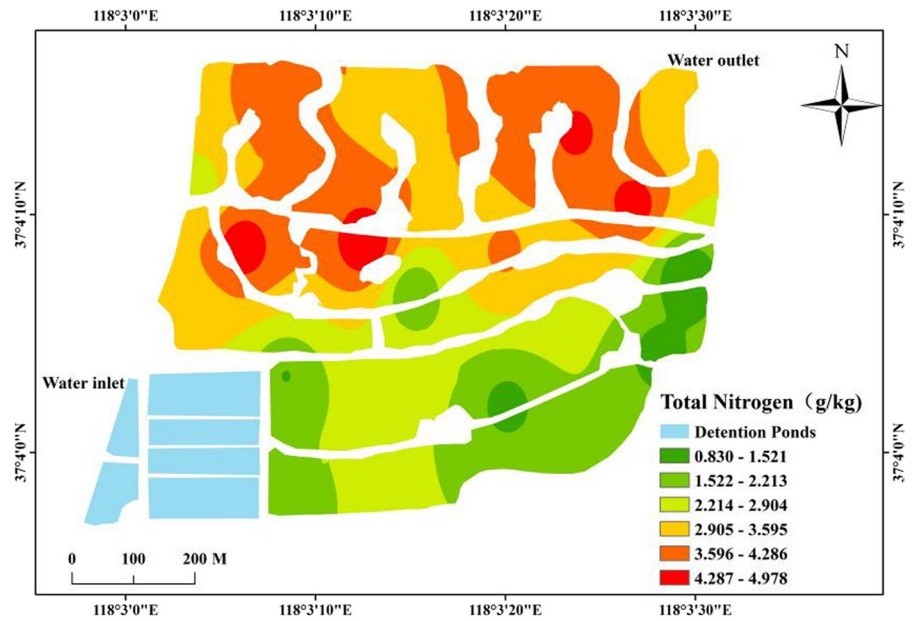 118°3'0"E 118°3'10"E 118°3'20"E 118°3'30"E
Water outlet
N
37°4'10"N 37°4'10"N
Water inlet
Total Nitrogen（g/kg)
Detention Ponds
0.830 - 1.521
37°4'0"N 37°4'0"N
1.522 - 2.213
2.214 - 2.904
2.905 - 3.595
3.596 - 4.286
4.287 - 4.978
0 100 200 M
118°3'0"E 118°3'10"E 118°3'20"E 118°3'30"E